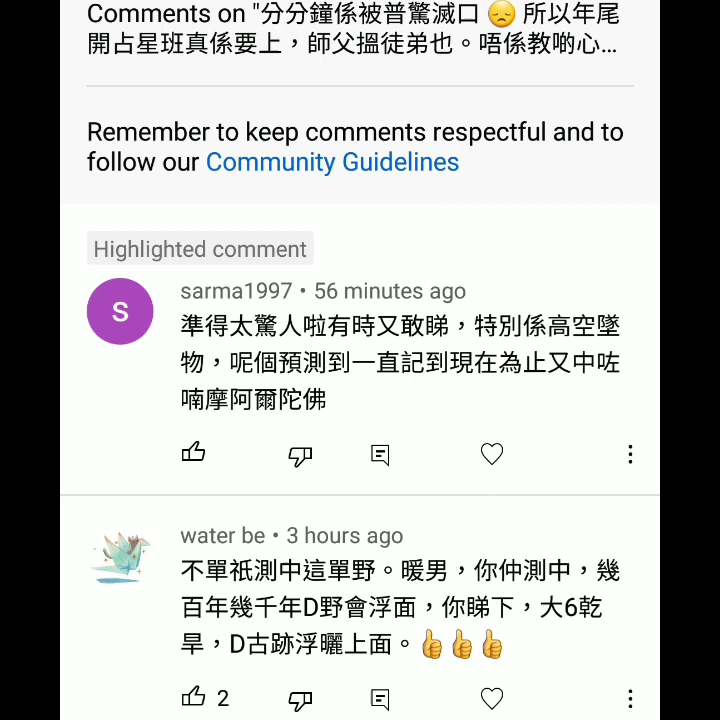 Comments on "分分鐘係被普驚滅口 😞 所以年尾
開占星班真係要上，師父搵徒弟也。唔係教啲心...
Remember to keep comments respectful and to
follow our Community Guidelines
Highlighted comment
S
sarma1997 • 56 minutes ago
準得太驚人啦有時又敢睇，特別係高空墜
物，呢個預測到一直記到現在為止又中咗
喃摩阿爾陀佛
water be • 3 hours ago
不單祇測中這單野。暖男，你仲測中，幾
百年幾千年D野會浮面，你睇下，大6乾
旱，D古跡浮曬上面。👍👍👍
2